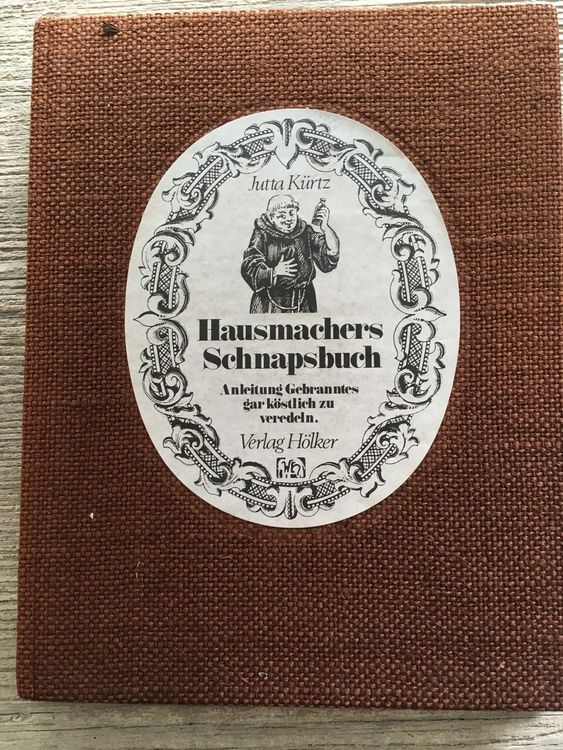 Jutta Kürtz
Hausmachers
Schnapsbuch
Anleitung Gebranntes
gar köstlich zu
veredeln.
Verlag Hölker